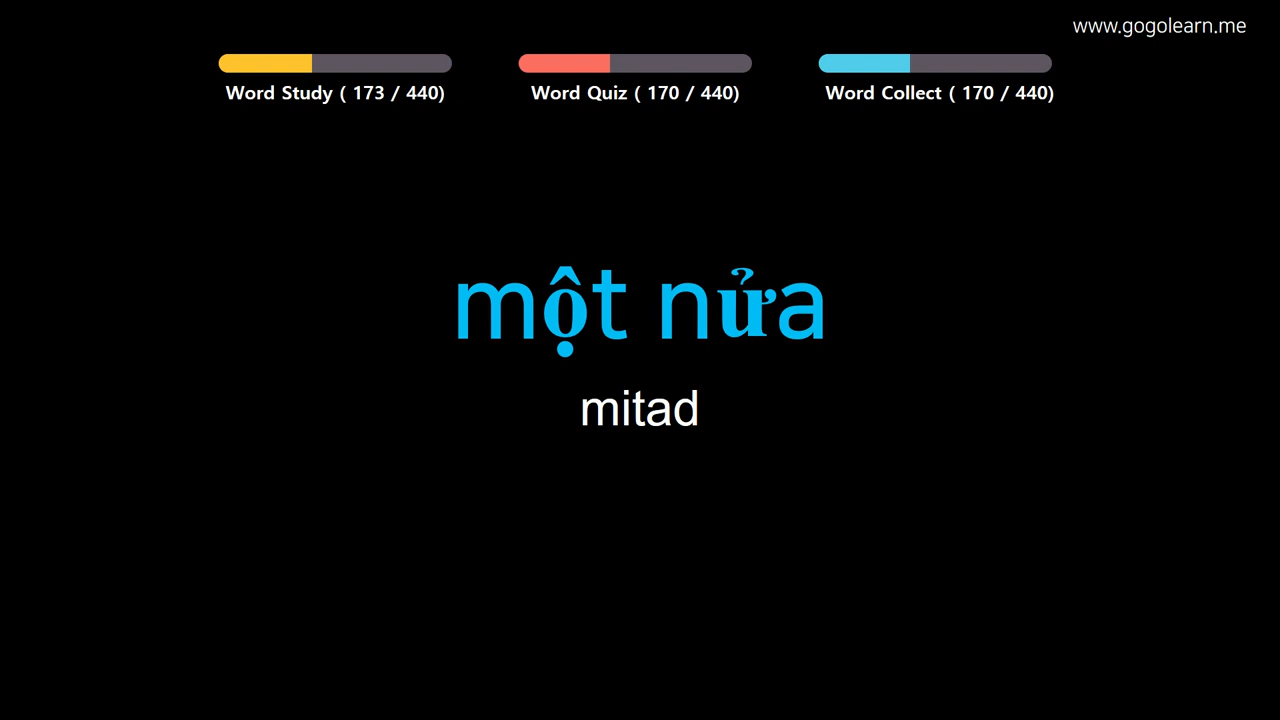 www.gogolearn.me
Word Study ( 173 / 440)
Word Quiz ( 170 / 440)
Word Collect ( 170 / 440)
một nửa
mitad